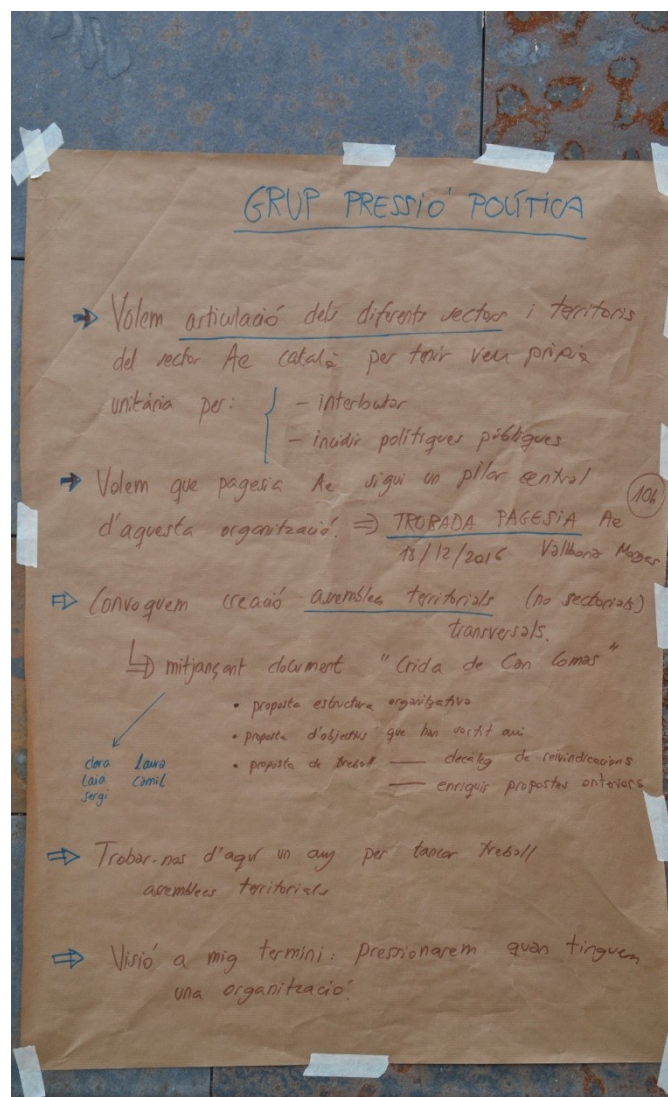 GRUP PRESSIÓ POLÍTICA
Volem articulació dels diferents sectors i territoris
del sector Ae català per tenir veu pròpia
unitària per: - interlocutar
- incidir polítiques públiques
Volem que pagesia Ae sigui un pilar central
d'aquesta organització. ⇒ TROBADA PAGESIA Ae
10h
18/12/2016 Vallbona Monges
Convoquem creació assemblees territorials (no sectorials)
transversals.
mitjançant document "Crida de Can Comas"
• proposta estructura organitzativa
• proposta d'objectius que han sortit avui
• proposta de treball — decàleg de reivindicacions
— enriquir propostes anteriors
clara laura
laia camil
sergi
Trobar-nos d'aquí un any per tancar treball
assemblees territorials
Visió a mig termini: pressionarem quan tinguem
una organització.